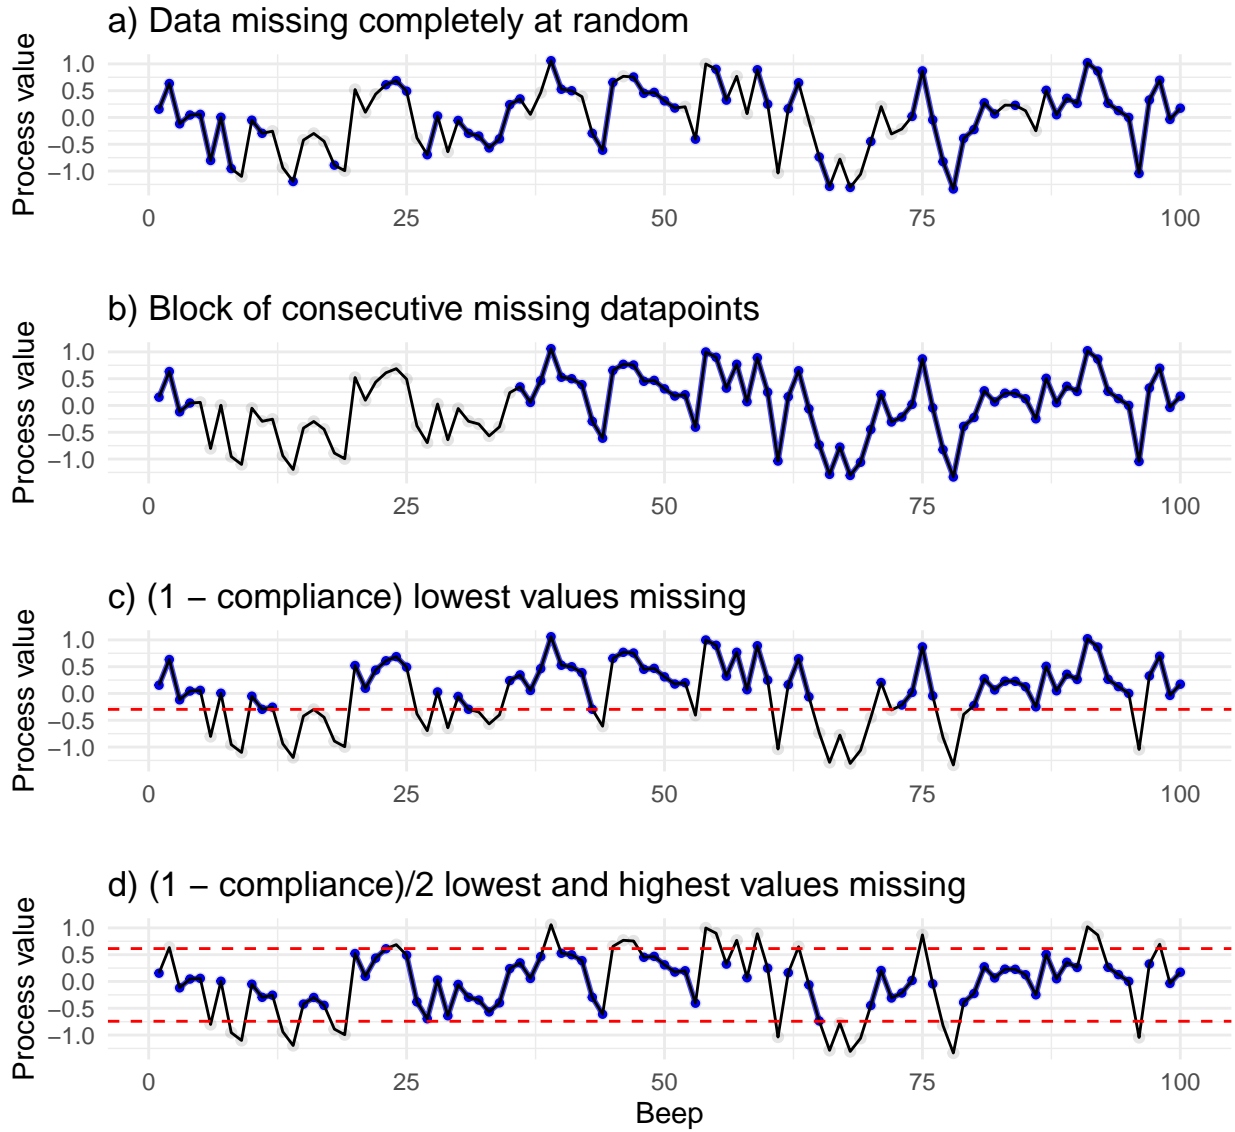 a) Data missing completely at random
Process value
1.0
0.5
0.0
−0.5
−1.0
0 25 50 75 100
b) Block of consecutive missing datapoints
Process value
1.0
0.5
0.0
−0.5
−1.0
0 25 50 75 100
c) (1 − compliance) lowest values missing
Process value
1.0
0.5
0.0
−0.5
−1.0
0 25 50 75 100
d) (1 − compliance)/2 lowest and highest values missing
Process value
1.0
0.5
0.0
−0.5
−1.0
0 25 50 75 100
Beep